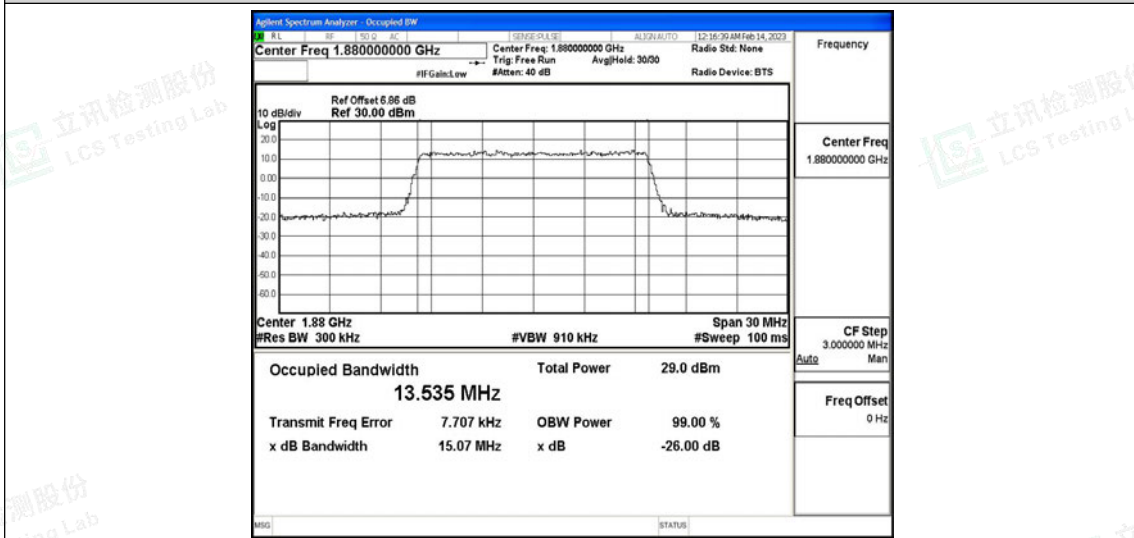 Agilent Spectrum Analyzer - Occupied BW
RL RF 50 Ω AC SENSE:PULSE ALIGNAUTO 12:16:39 AM Feb 14, 2023
Center Freq 1.880000000 GHz
Center Freq: 1.880000000 GHz
Radio Std: None
Trig: Free Run Avg|Hold: 30/30
#IFGain:Low #Atten: 40 dB Radio Device: BTS
Frequency
Ref Offset 6.86 dB
10 dB/div Ref 30.00 dBm
Log
20.0
10.0
0.00
-10.0
-20.0
-30.0
-40.0
-50.0
-60.0
Center Freq
1.880000000 GHz
Center 1.88 GHz Span 30 MHz
#Res BW 300 kHz #VBW 910 kHz #Sweep 100 ms
CF Step
3.000000 MHz
Auto Man
Occupied Bandwidth Total Power 29.0 dBm
13.535 MHz
Freq Offset
0 Hz
Transmit Freq Error 7.707 kHz OBW Power 99.00 %
x dB Bandwidth 15.07 MHz x dB -26.00 dB
MSG STATUS
立讯检测股份
LCS Testing Lab
立讯检测股份
LCS Testing L
测股份
ing Lab
立